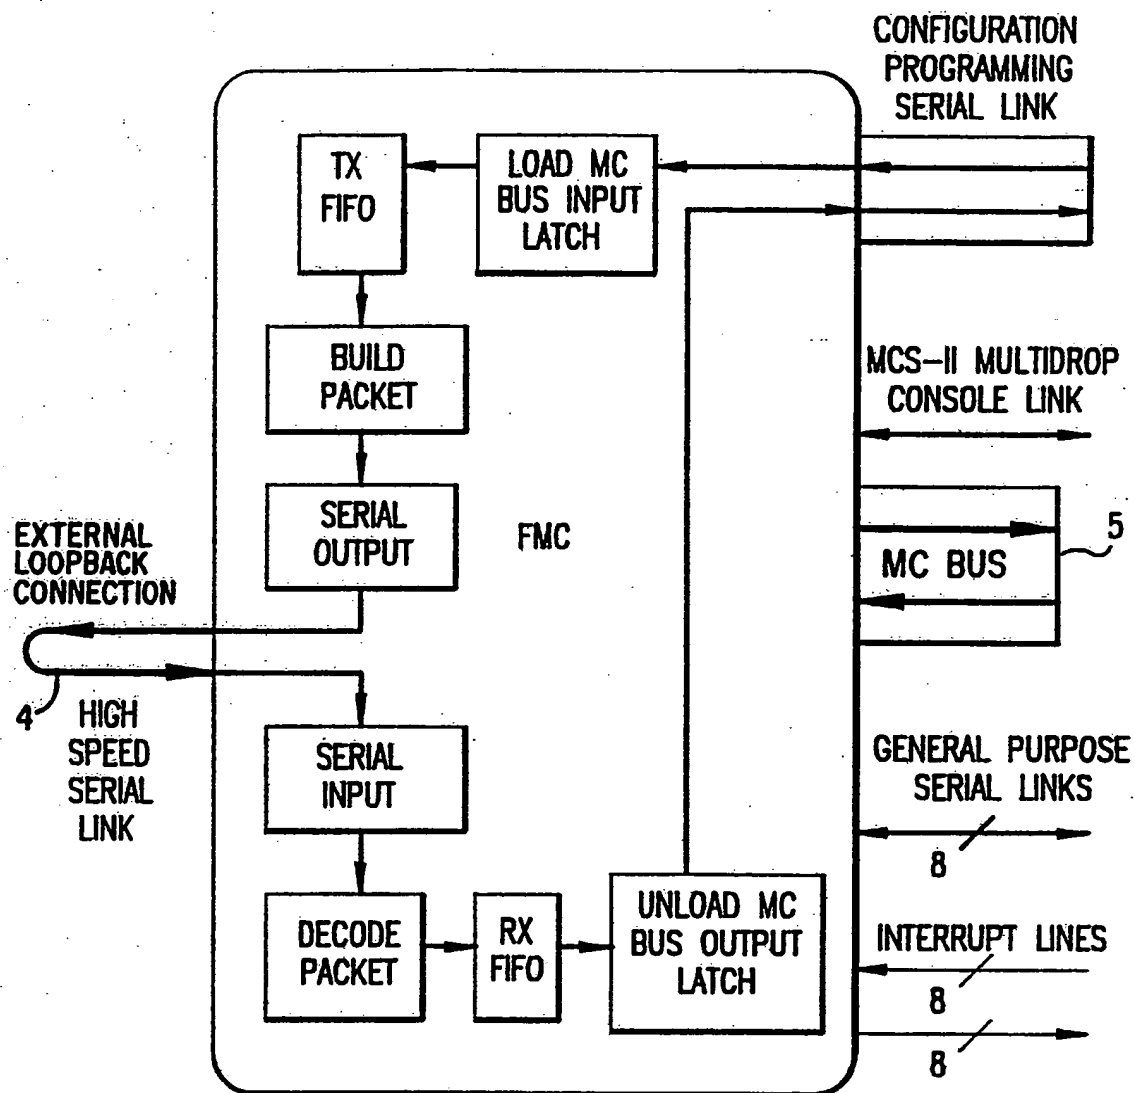 CONFIGURATION
PROGRAMMING
SERIAL LINK
TX
FIFO
LOAD MC
BUS INPUT
LATCH
BUILD
PACKET
MCS-II MULTIDROP
CONSOLE LINK
SERIAL
OUTPUT
FMC
EXTERNAL
LOOPBACK
CONNECTION
MC BUS
5
4
HIGH
SPEED
SERIAL
LINK
SERIAL
INPUT
GENERAL PURPOSE
SERIAL LINKS
8
DECODE
PACKET
RX
FIFO
UNLOAD MC
BUS OUTPUT
LATCH
INTERRUPT LINES
8
8